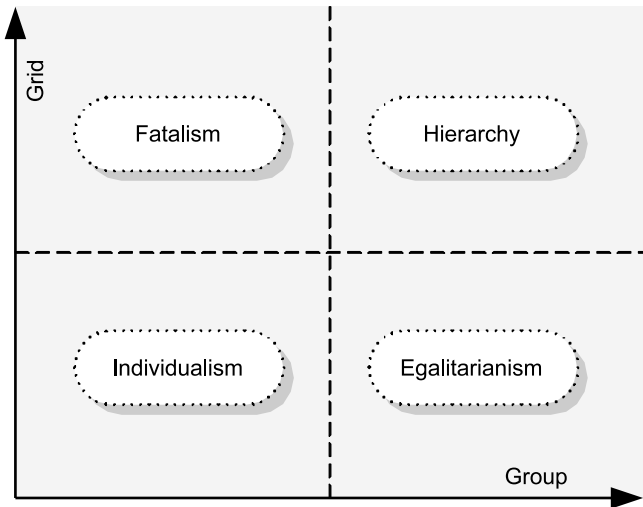 Grid
Fatalism
Hierarchy
Individualism
Egalitarianism
Group